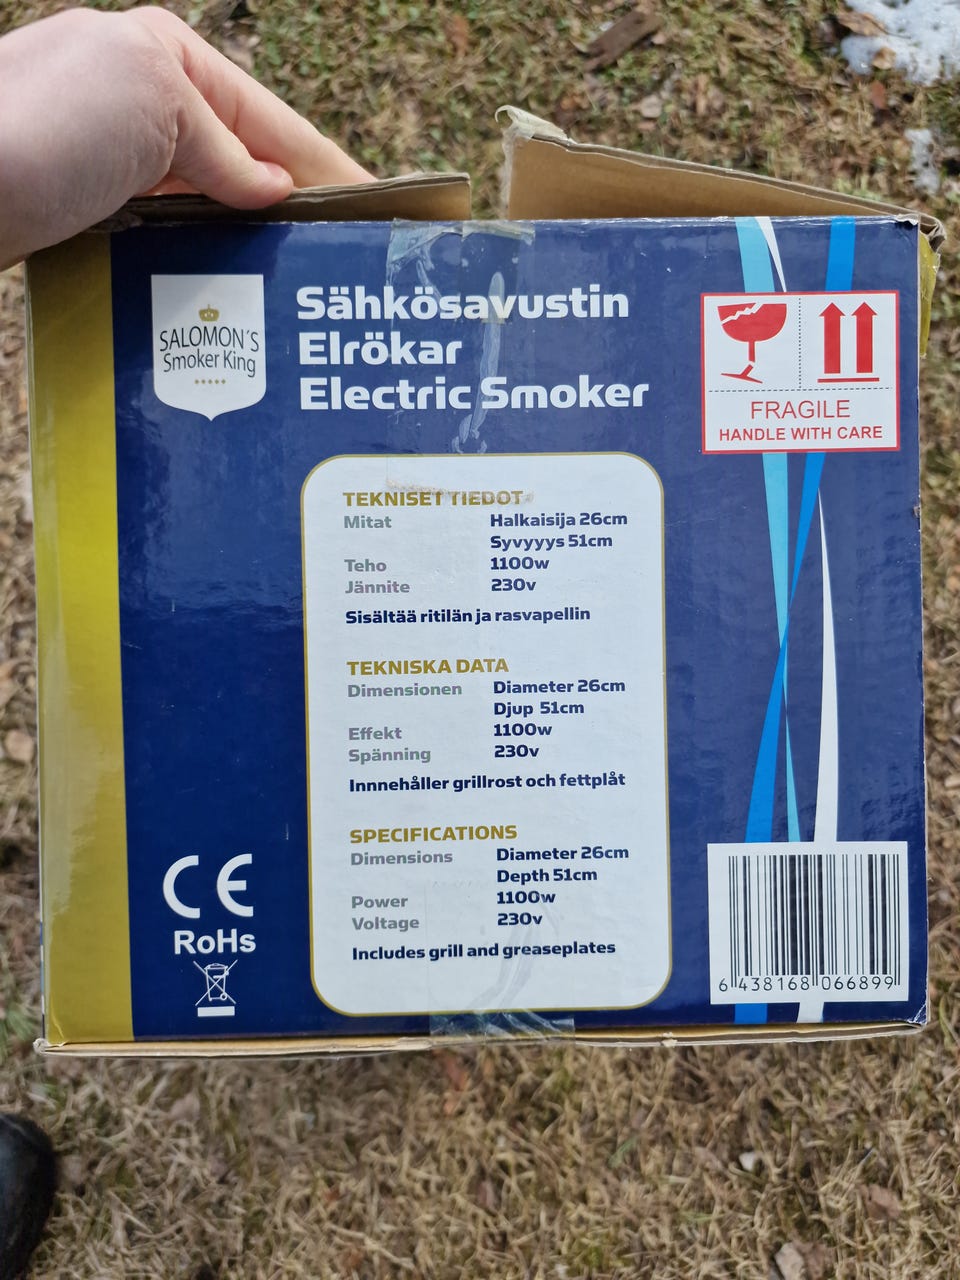 SALOMON´S
Smoker King
Sähkösavustin
Elrökar
Electric Smoker
FRAGILE
HANDLE WITH CARE
TEKNISET TIEDOT
Mitat Halkaisija 26cm
Syvyyys 51cm
Teho 1100w
Jännite 230v
Sisältää ritilän ja rasvapellin
TEKNISKA DATA
Dimensionen Diameter 26cm
Djup 51cm
Effekt 1100w
Spänning 230v
Innnehåller grillrost och fettplåt
SPECIFICATIONS
Dimensions Diameter 26cm
Depth 51cm
Power 1100w
Voltage 230v
Includes grill and greaseplates
CE
RoHs
6 438168 066899